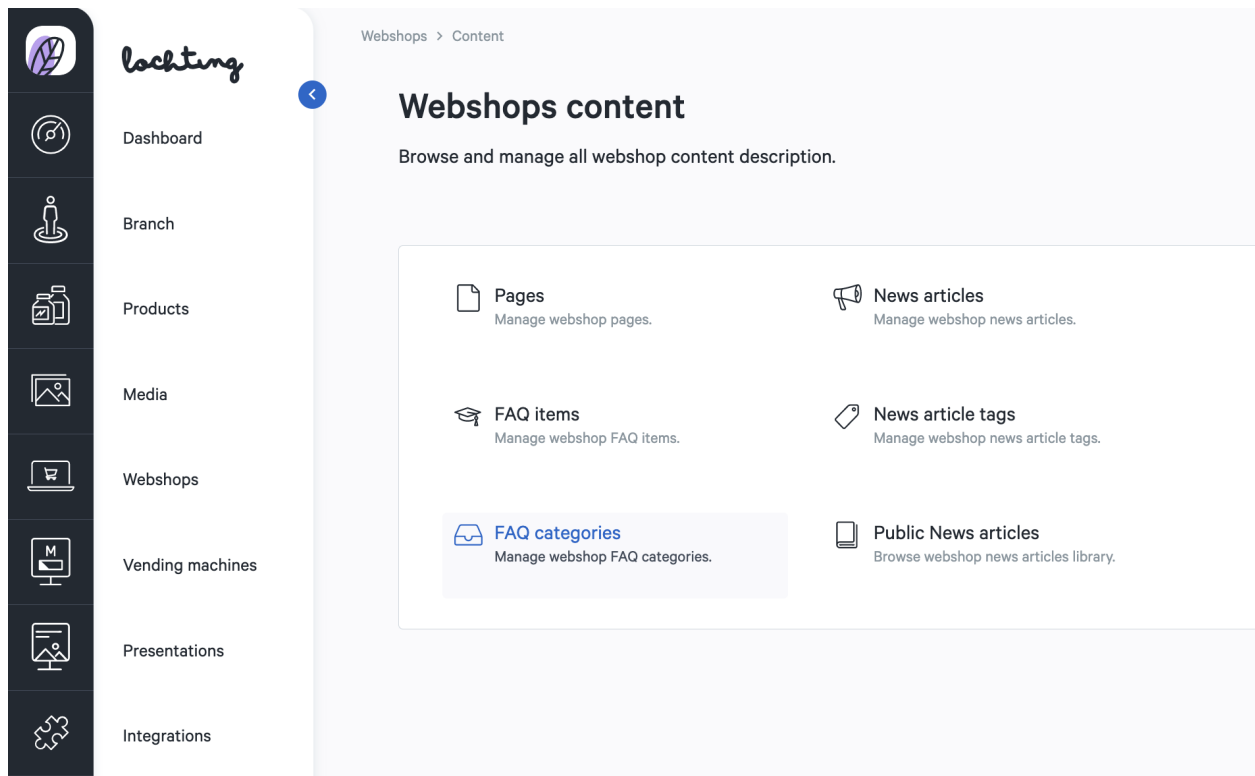 lochting
Dashboard
Branch
Products
Media
Webshops
M
Vending machines
Presentations
Integrations
Webshops > Content
Webshops content
Browse and manage all webshop content description.
Pages
Manage webshop pages.
News articles
Manage webshop news articles.
FAQ items
Manage webshop FAQ items.
News article tags
Manage webshop news article tags.
FAQ categories
Manage webshop FAQ categories.
Public News articles
Browse webshop news articles library.